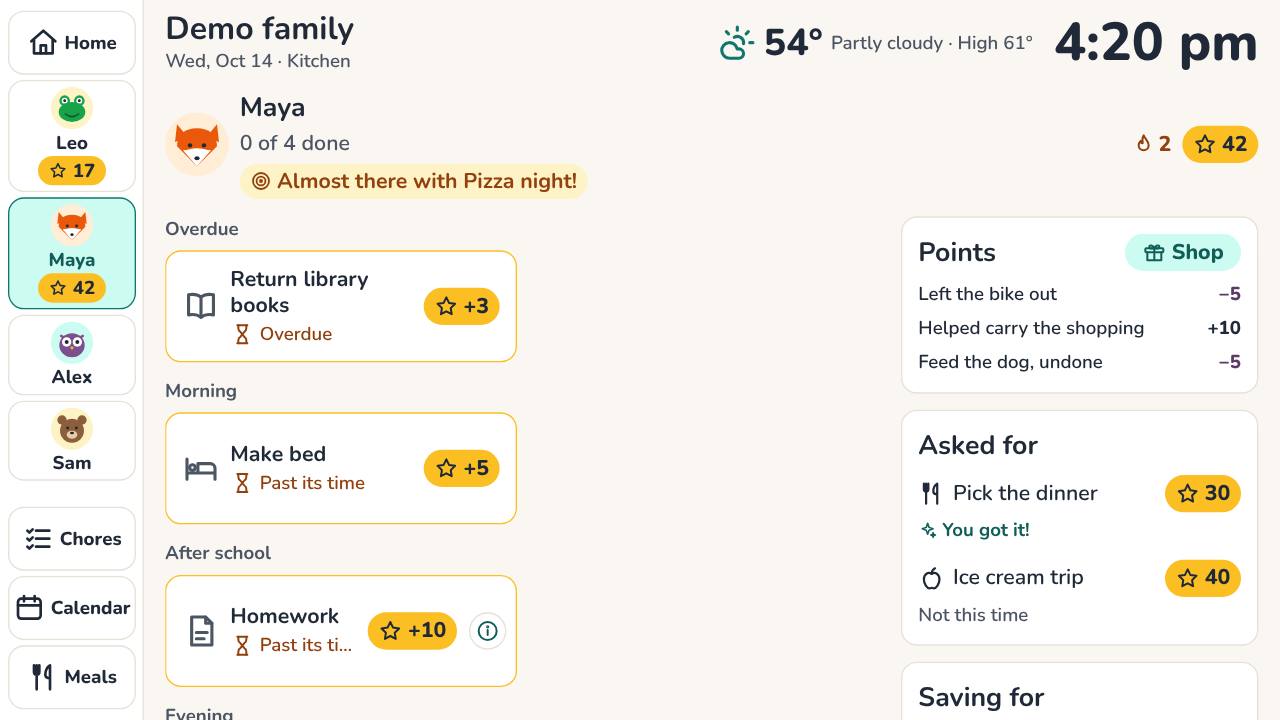 Home
Leo
17
Maya
42
Alex
Sam
Chores
Calendar
Meals
Demo family
Wed, Oct 14 · Kitchen
54° Partly cloudy · High 61° 4:20 pm
Maya
0 of 4 done
Almost there with Pizza night!
2 42
Overdue
Return library
books
Overdue
+3
Morning
Make bed
Past its time
+5
After school
Homework
Past its ti...
+10
Evening
Points Shop
Left the bike out −5
Helped carry the shopping +10
Feed the dog, undone −5
Asked for
Pick the dinner 30
You got it!
Ice cream trip 40
Not this time
Saving for